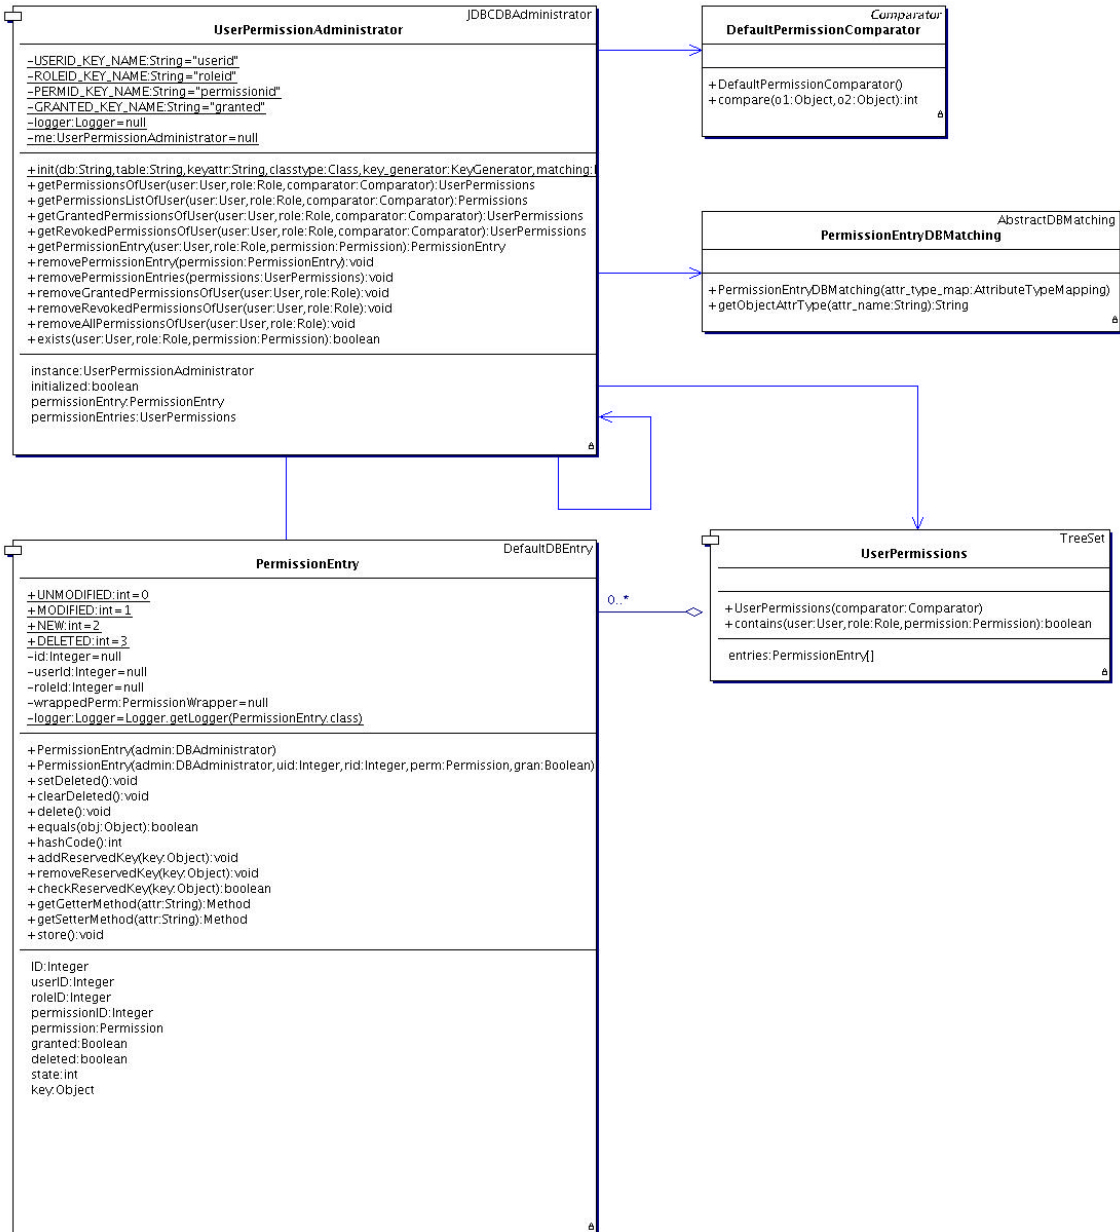 JDBCDBAdministrator
UserPermissionAdministrator
-USERID_KEY_NAME:String="userid"
-ROLEID_KEY_NAME:String="roleid"
-PERMID_KEY_NAME:String="permissionid"
-GRANTED_KEY_NAME:String="granted"
-logger:Logger=null
-me:UserPermissionAdministrator=null
+init(db:String,table:String,keyattr:String,classtype:Class,key_generator:KeyGenerator,matching:
+getPermissionsOfUser(user:User,role:Role,comparator:Comparator):UserPermissions
+getPermissionsListOfUser(user:User,role:Role,comparator:Comparator):Permissions
+getGrantedPermissionsOfUser(user:User,role:Role,comparator:Comparator):UserPermissions
+getRevokedPermissionsOfUser(user:User,role:Role,comparator:Comparator):UserPermissions
+getPermissionEntry(user:User,role:Role,permission:Permission):PermissionEntry
+removePermissionEntry(permission:PermissionEntry):void
+removePermissionEntries(permissions:UserPermissions):void
+removeGrantedPermissionsOfUser(user:User,role:Role):void
+removeRevokedPermissionsOfUser(user:User,role:Role):void
+removeAllPermissionsOfUser(user:User,role:Role):void
+exists(user:User,role:Role,permission:Permission):boolean
instance:UserPermissionAdministrator
initialized:boolean
permissionEntry:PermissionEntry
permissionEntries:UserPermissions
Comparator
DefaultPermissionComparator
+DefaultPermissionComparator()
+compare(o1:Object,o2:Object):int
AbstractDBMatching
PermissionEntryDBMatching
+PermissionEntryDBMatching(attr_type_map:AttributeTypeMapping)
+getObjectAttrType(attr_name:String):String
DefaultDBEntry
PermissionEntry
+UNMODIFIED:int=0
+MODIFIED:int=1
+NEW:int=2
+DELETED:int=3
-id:Integer=null
-userId:Integer=null
-roleId:Integer=null
-wrappedPerm:PermissionWrapper=null
-logger:Logger=Logger.getLogger(PermissionEntry.class)
+PermissionEntry(admin:DBAdministrator)
+PermissionEntry(admin:DBAdministrator,uid:Integer,rid:Integer,perm:Permission,gran:Boolean)
+setDeleted():void
+clearDeleted():void
+delete():void
+equals(obj:Object):boolean
+hashCode():int
+addReservedKey(key:Object):void
+removeReservedKey(key:Object):void
+checkReservedKey(key:Object):boolean
+getGetterMethod(attr:String):Method
+getSetterMethod(attr:String):Method
+store():void
ID:Integer
userID:Integer
roleID:Integer
permissionID:Integer
permission:Permission
granted:Boolean
deleted:boolean
state:int
key:Object
0..*
TreeSet
UserPermissions
+UserPermissions(comparator:Comparator)
+contains(user:User,role:Role,permission:Permission):boolean
entries:PermissionEntry[]